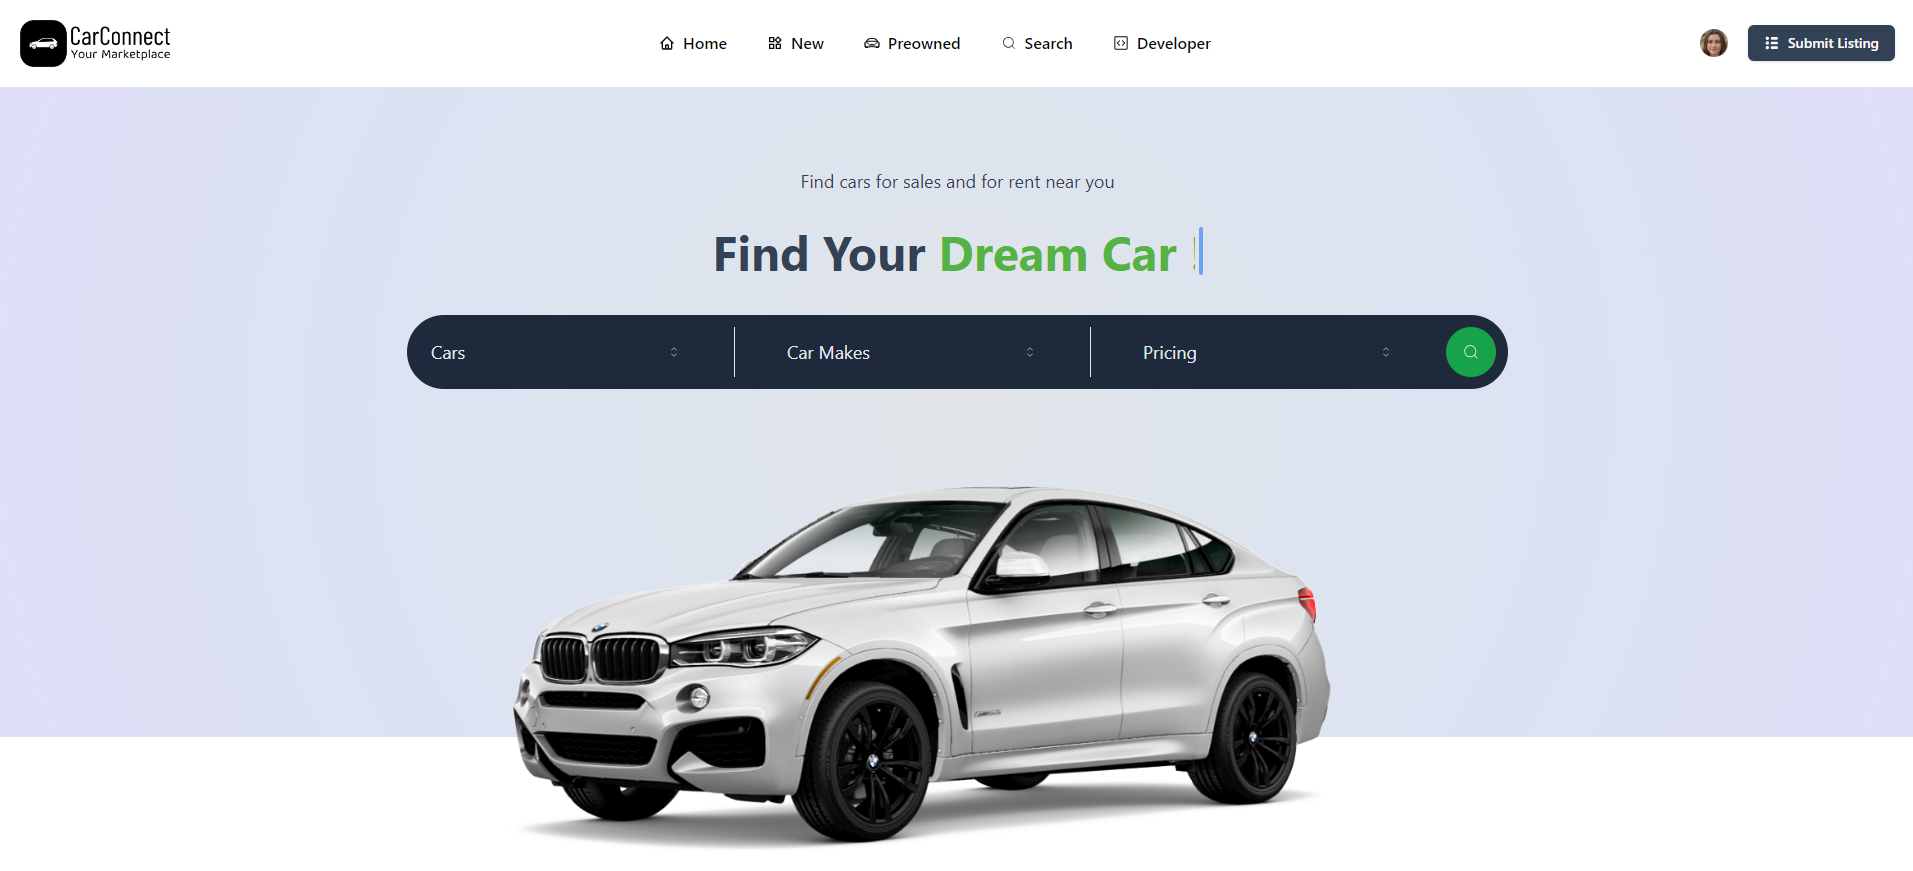 CarConnect
Your Marketplace
Home
New
Preowned
Search
Developer
Submit Listing
Find cars for sales and for rent near you
Find Your Dream Car !
Cars
Car Makes
Pricing